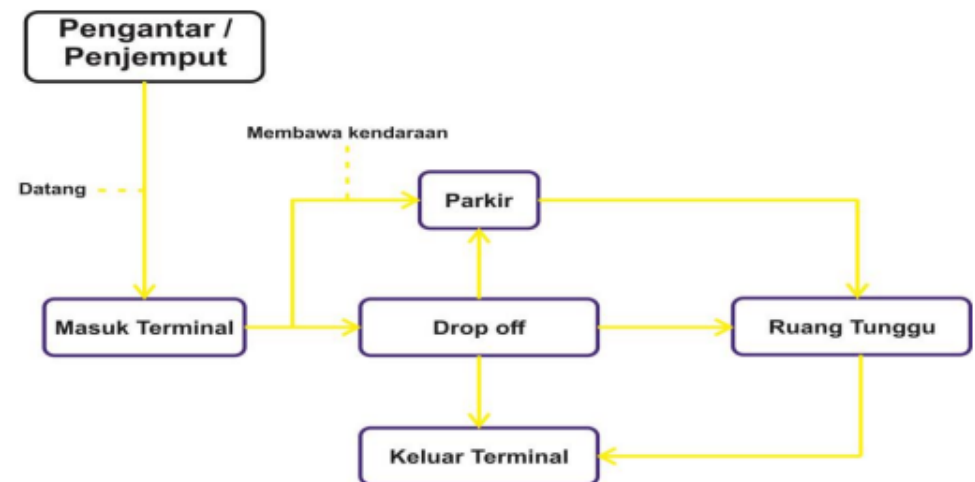 Pengantar /
Penjemput
Membawa kendaraan
Datang
Parkir
Masuk Terminal
Drop off
Ruang Tunggu
Keluar Terminal